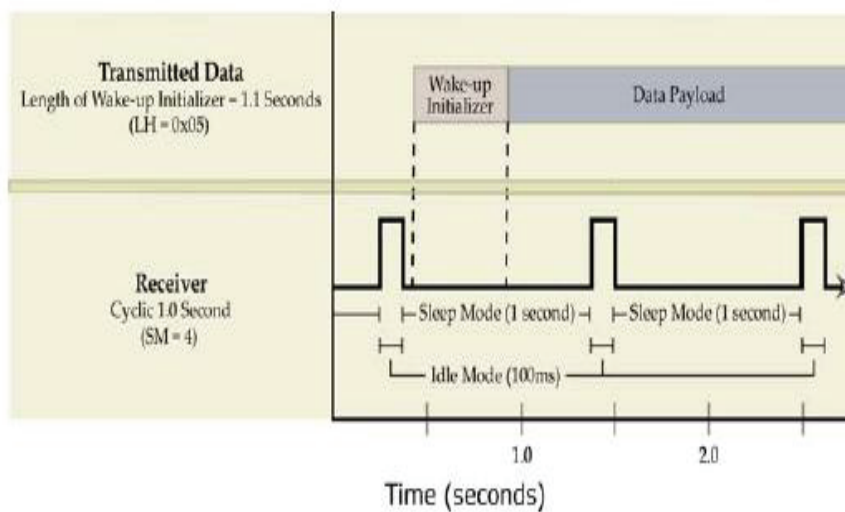 Transmitted Data
Length of Wake-up Initializer = 1.1 Seconds
(LH = 0x05)
Wake-up
Initializer
Data Payload
Receiver
Cyclic 1.0 Second
(SM = 4)
Sleep Mode (1 second)
Sleep Mode (1 second)
Idle Mode (100ms)
1.0
2.0
Time (seconds)